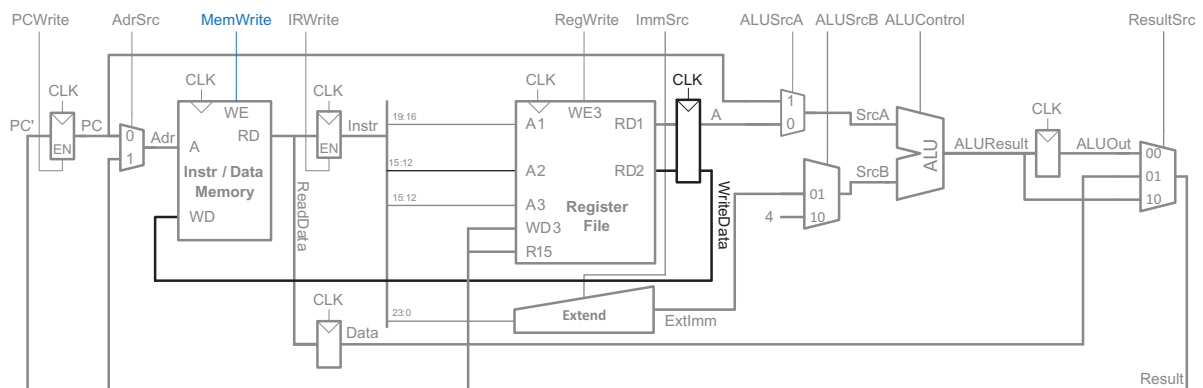 PCWrite AdrSrc MemWrite IRWrite RegWrite ImmSrc ALUSrcA ALUSrcB ALUControl ResultSrc
CLK CLK CLK CLK CLK CLK
PC' PC EN
0 1 Adr
WE A RD
Instr / Data
Memory
WD
EN Instr
ReadData
19:16
15:12
15:12
23:0
WE3
A1 RD1
A2 RD2
A3
Register
File
WD3
R15
A
WriteData
1 0 SrcA
01 10 SrcB
4
ALU ALUResult
CLK
ALUOut
00 01 10
Extend ExtImm
CLK
Data
Result